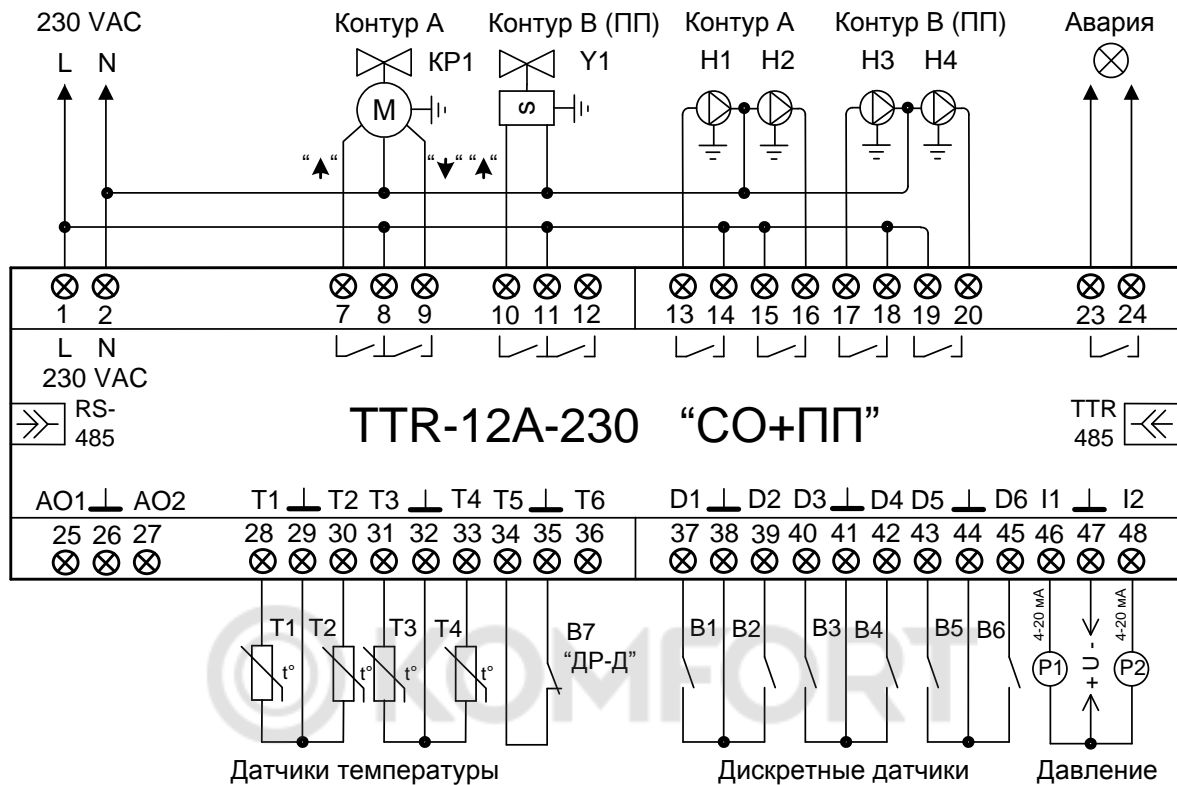 230 VAC
Контур А
Контур В (ПП)
Контур А
Контур В (ПП)
Авария
L N
КР1
Y1
H1 H2
H3 H4
M
S
“ “
“ “ “ “
1 2 7 8 9 10 11 12 13 14 15 16 17 18 19 20 23 24
L N
230 VAC
RS-
485
TTR-12A-230 “СО+ПП”
TTR
485
AO1 AO2 T1 T2 T3 T4 T5 T6 D1 D2 D3 D4 D5 D6 I1 I2
25 26 27 28 29 30 31 32 33 34 35 36 37 38 39 40 41 42 43 44 45 46 47 48
T1 T2 T3 T4
t° t° t° t°
B7
“ДР-Д”
B1 B2 B3 B4 B5 B6
4-20 мА
P1
+ U -
4-20 мА
P2
KOMFORT
Датчики температуры
Дискретные датчики
Давление